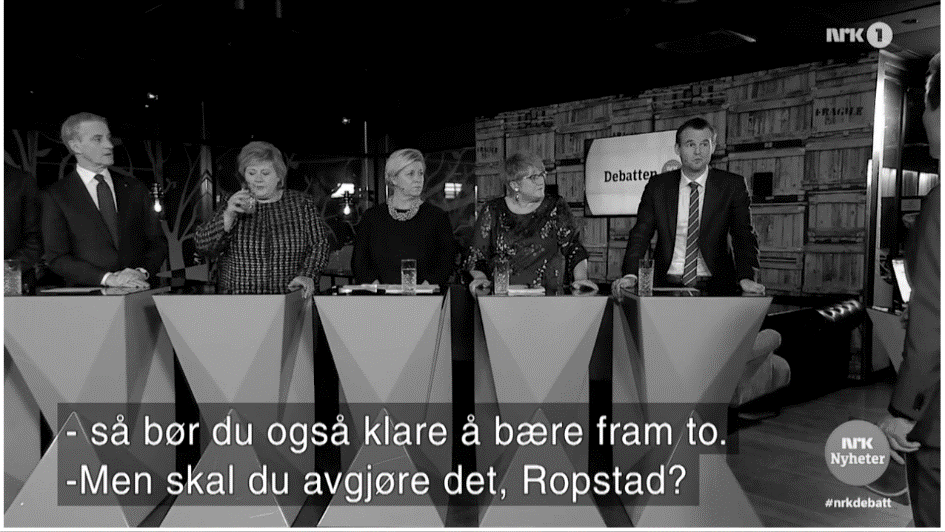 nrk 1
FRAGILE
Debatten
- så bør du også klare å bære fram to.
-Men skal du avgjøre det, Ropstad?
nrk
Nyheter
#nrkdebatt